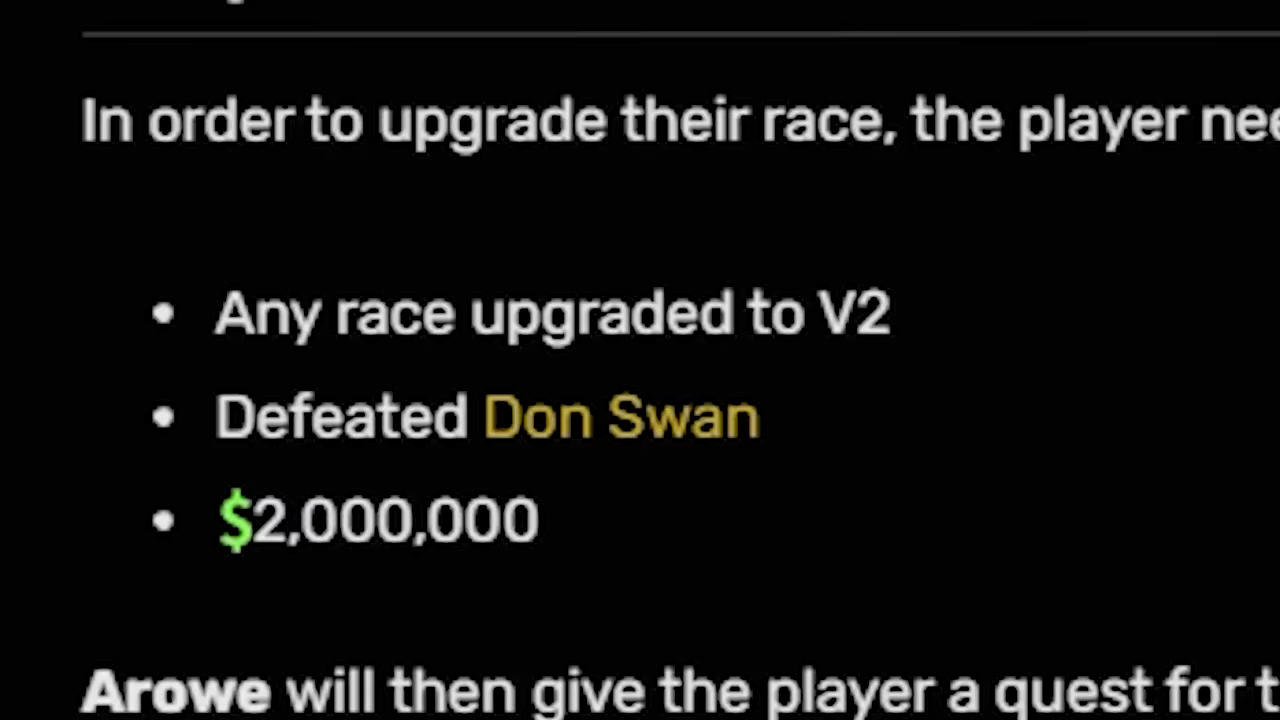 In order to upgrade their race, the player
• Any race upgraded to V2
• Defeated Don Swan
• $2,000,000
Arowe will then give the player a quest for